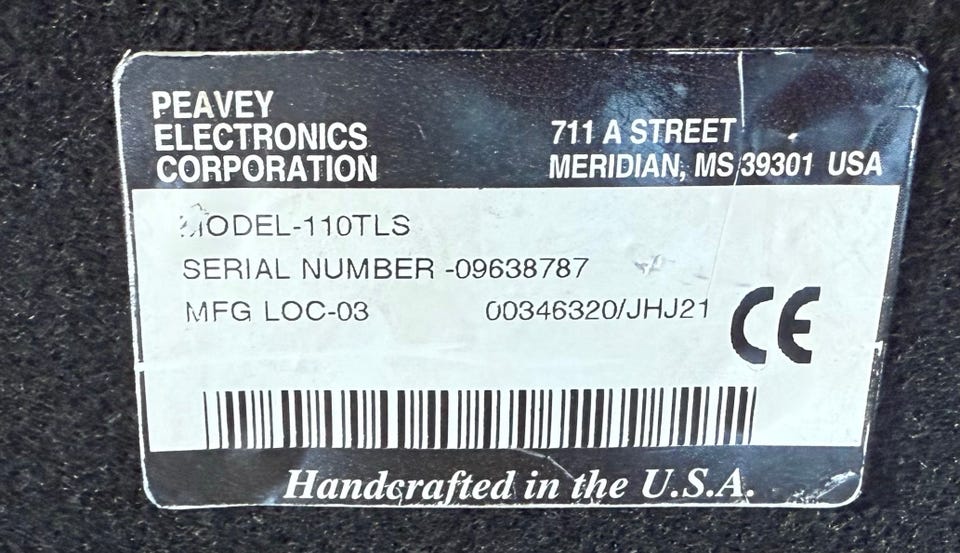 PEAVEY
ELECTRONICS
CORPORATION
711 A STREET
MERIDIAN, MS 39301 USA
MODEL-110TLS
SERIAL NUMBER -09638787
MFG LOC-03 00346320/JHJ21
CE
Handcrafted in the U.S.A.